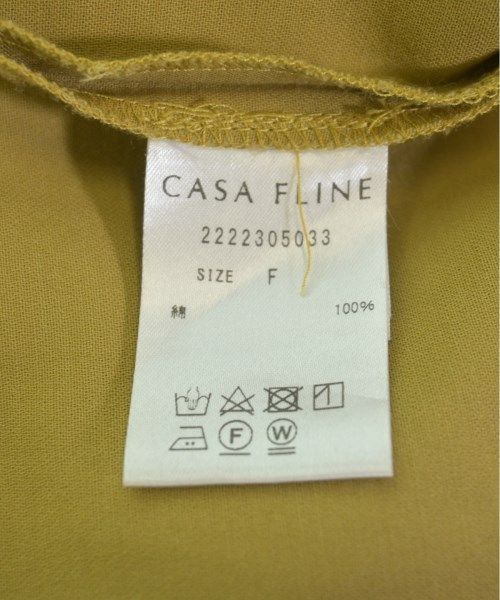 CASA FLINE
2222305033
SIZE F
綿 100%
F W